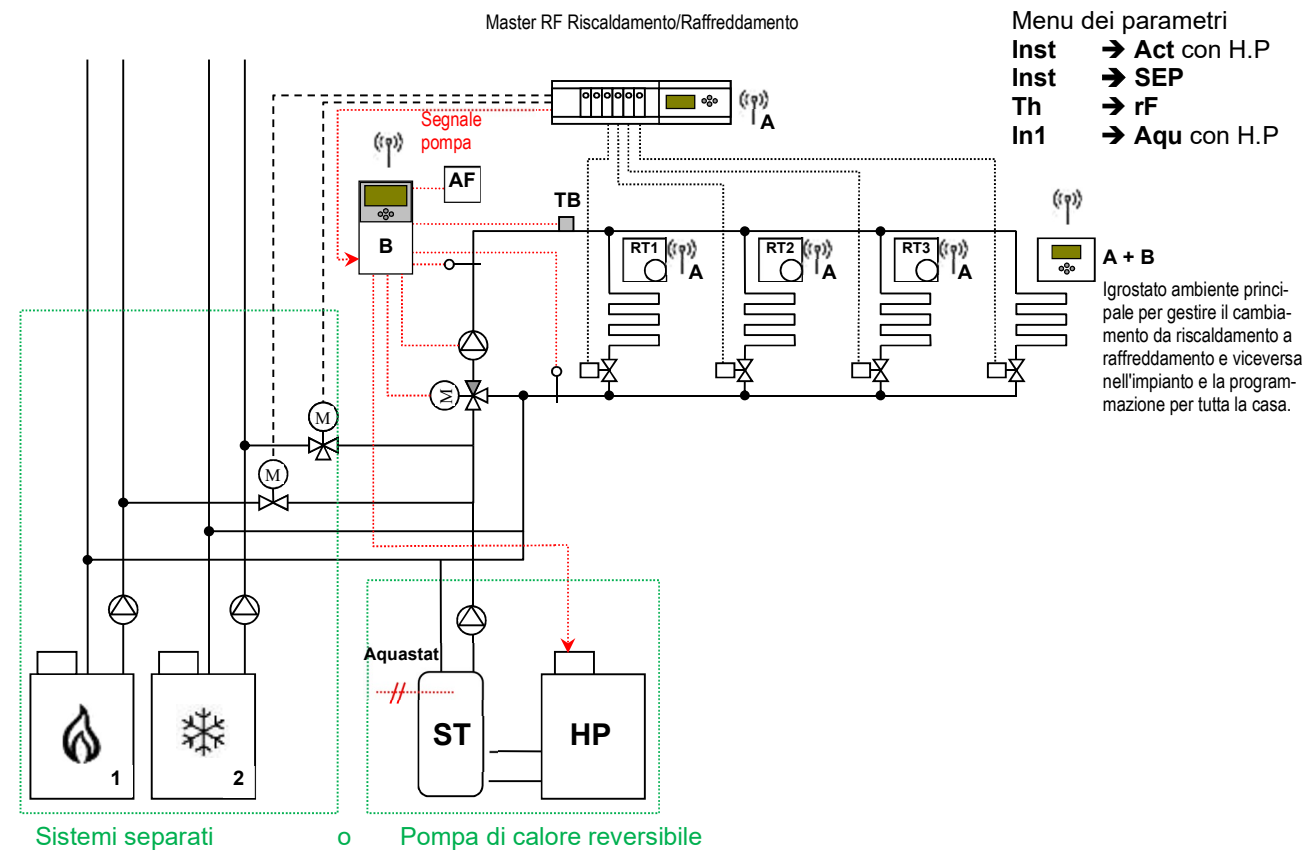 Master RF Riscaldamento/Raffreddamento
Menu dei parametri
Inst ➔ Act con H.P
Inst ➔ SEP
Th ➔ rF
In1 ➔ Aqu con H.P
A
Segnale
pompa
AF
TB
B
RT1
A
RT2
A
RT3
A
A + B
Igrostato ambiente princi-
pale per gestire il cambia-
mento da riscaldamento a
raffreddamento e viceversa
nell'impianto e la program-
mazione per tutta la casa.
M
M
M
Aquastat
ST
HP
1
2
Sistemi separati o Pompa di calore reversibile